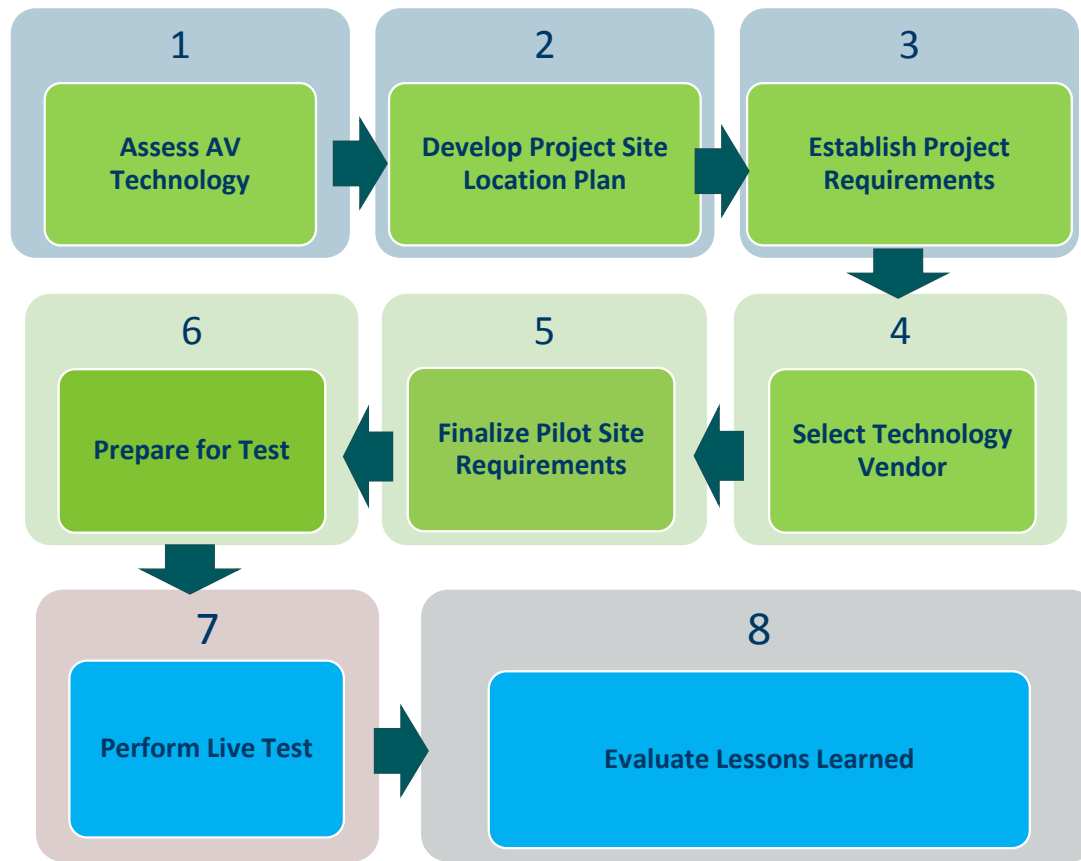 1
Assess AV
Technology
2
Develop Project Site
Location Plan
3
Establish Project
Requirements
4
Select Technology
Vendor
5
Finalize Pilot Site
Requirements
6
Prepare for Test
7
Perform Live Test
8
Evaluate Lessons Learned